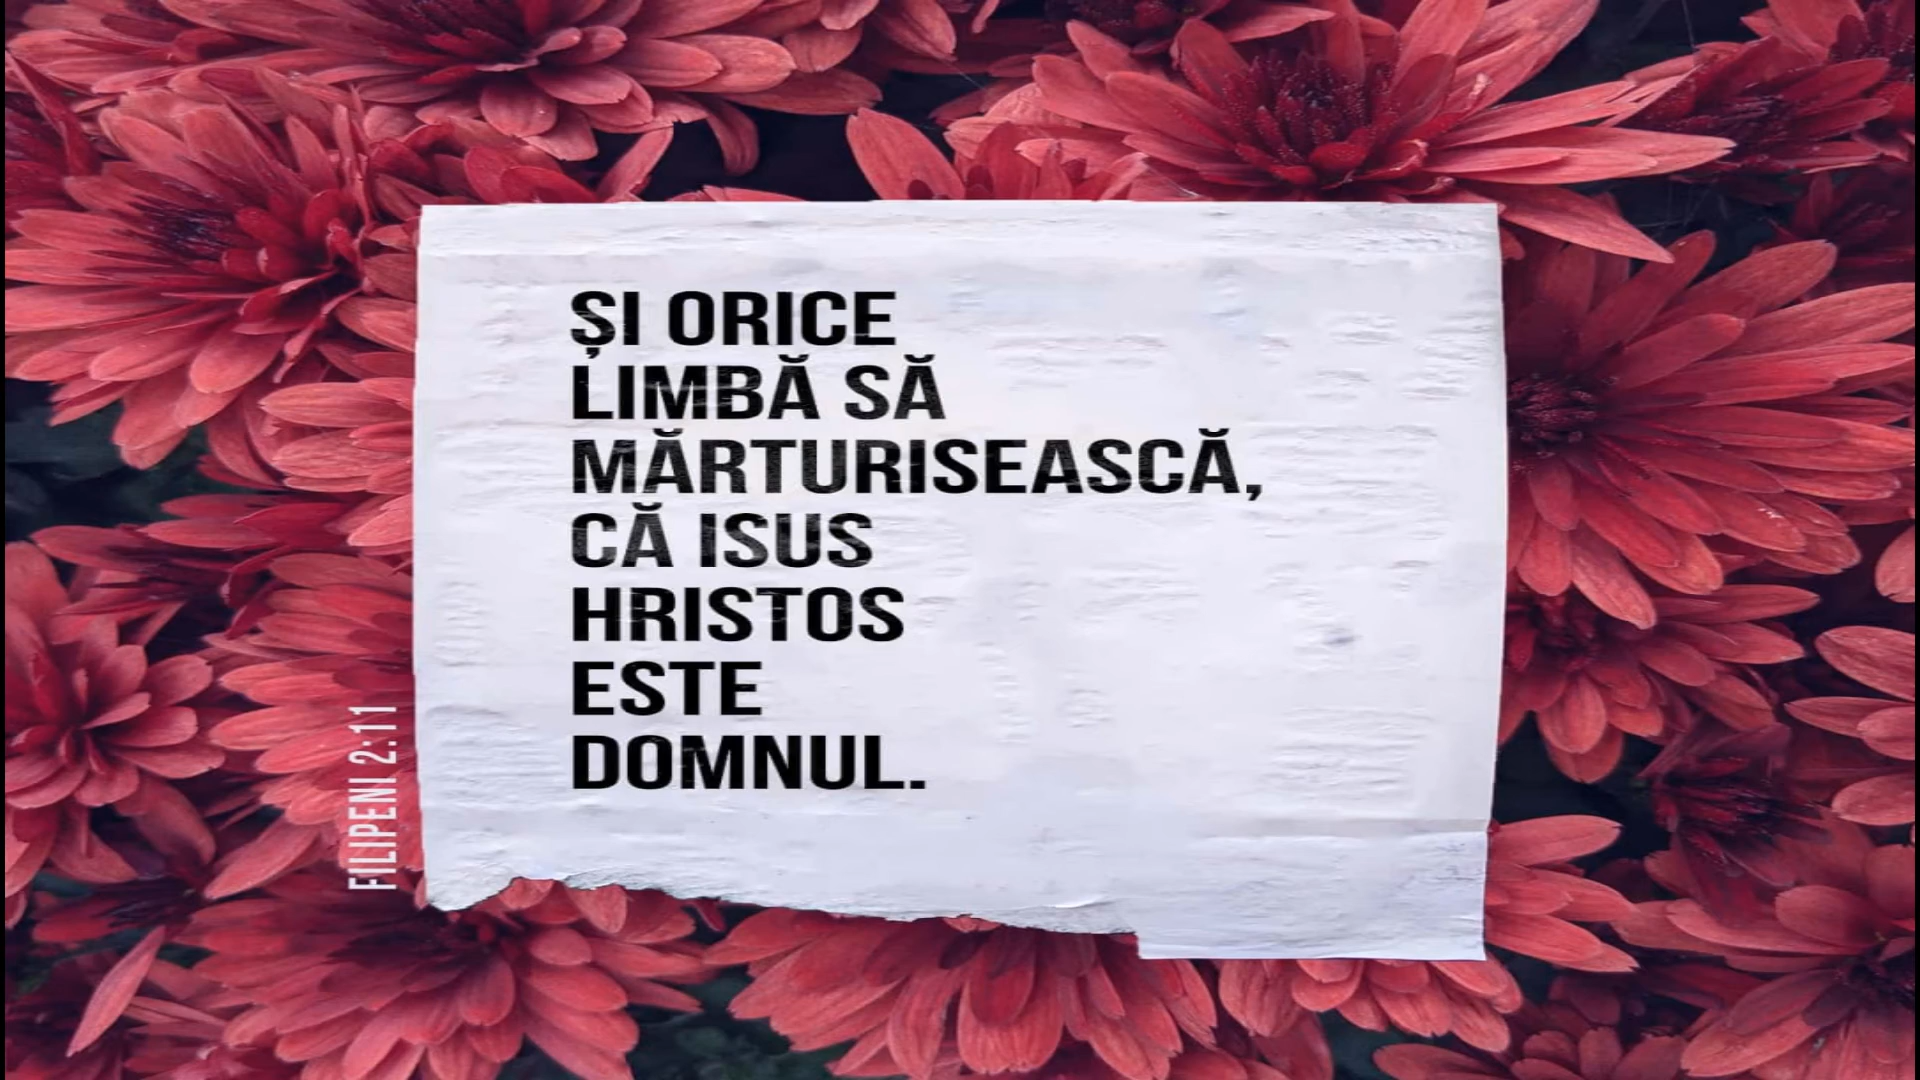 ȘI ORICE
LIMBĂ SĂ
MĂRTURISEASCĂ,
CĂ ISUS
HRISTOS
ESTE
DOMNUL.
FILIPENI 2:11